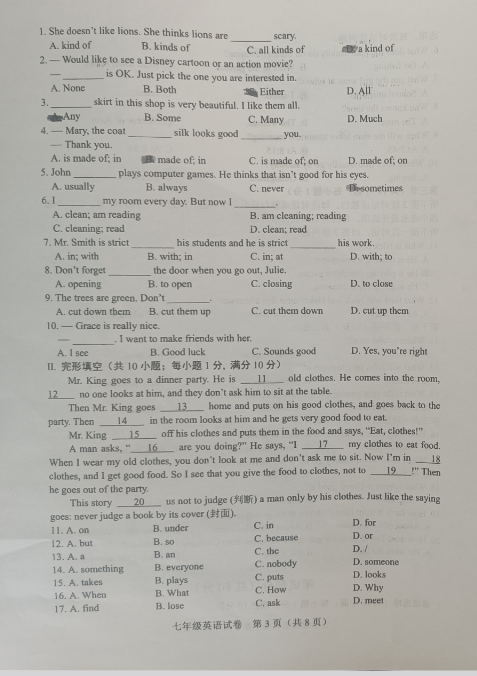 1. She doesn't like lions. She thinks lions are ________ scary.
A. kind of B. kinds of C. all kinds of a kind of
2. — Would like to see a Disney cartoon or an action movie?
— ________ is OK. Just pick the one you are interested in.
A. None B. Both Either D. All
3. ________ skirt in this shop is very beautiful. I like them all.
Any B. Some C. Many D. Much
4. — Mary, the coat ________ silk looks good ________ you.
— Thank you.
A. is made of; in made of; in C. is made of; on D. made of; on
5. John ________ plays computer games. He thinks that isn't good for his eyes.
A. usually B. always C. never D. sometimes
6. I ________ my room every day. But now I ________.
A. clean; am reading B. am cleaning; reading
C. cleaning; read D. clean; read
7. Mr. Smith is strict ________ his students and he is strict ________ his work.
A. in; with B. with; in C. in; at D. with; to
8. Don't forget ________ the door when you go out, Julie.
A. opening B. to open C. closing D. to close
9. The trees are green. Don't ________.
A. cut down them B. cut them up C. cut them down D. cut up them
10. — Grace is really nice.
— ________. I want to make friends with her.
A. I see B. Good luck C. Sounds good D. Yes, you're right
II. 完形填空（共 10 小题；每小题 1 分, 满分 10 分）
Mr. King goes to a dinner party. He is 11 old clothes. He comes into the room,
12 no one looks at him, and they don't ask him to sit at the table.
Then Mr. King goes 13 home and puts on his good clothes, and goes back to the
party. Then 14 in the room looks at him and he gets very good food to eat.
Mr. King 15 off his clothes and puts them in the food and says, "Eat, clothes!"
A man asks, " 16 are you doing?" He says, "I 17 my clothes to eat food.
When I wear my old clothes, you don't look at me and don't ask me to sit. Now I'm in 18
clothes, and I get good food. So I see that you give the food to clothes, not to 19 !" Then
he goes out of the party.
This story 20 us not to judge (判断) a man only by his clothes. Just like the saying
goes: never judge a book by its cover (封面).
11. A. on B. under C. in D. for
12. A. but B. so C. because D. or
13. A. a B. an C. the D. /
14. A. something B. everyone C. nobody D. someone
15. A. takes B. plays C. puts D. looks
16. A. When B. What C. How D. Why
17. A. find B. lose C. ask D. meet
七年级英语试卷 第 3 页（共 8 页）